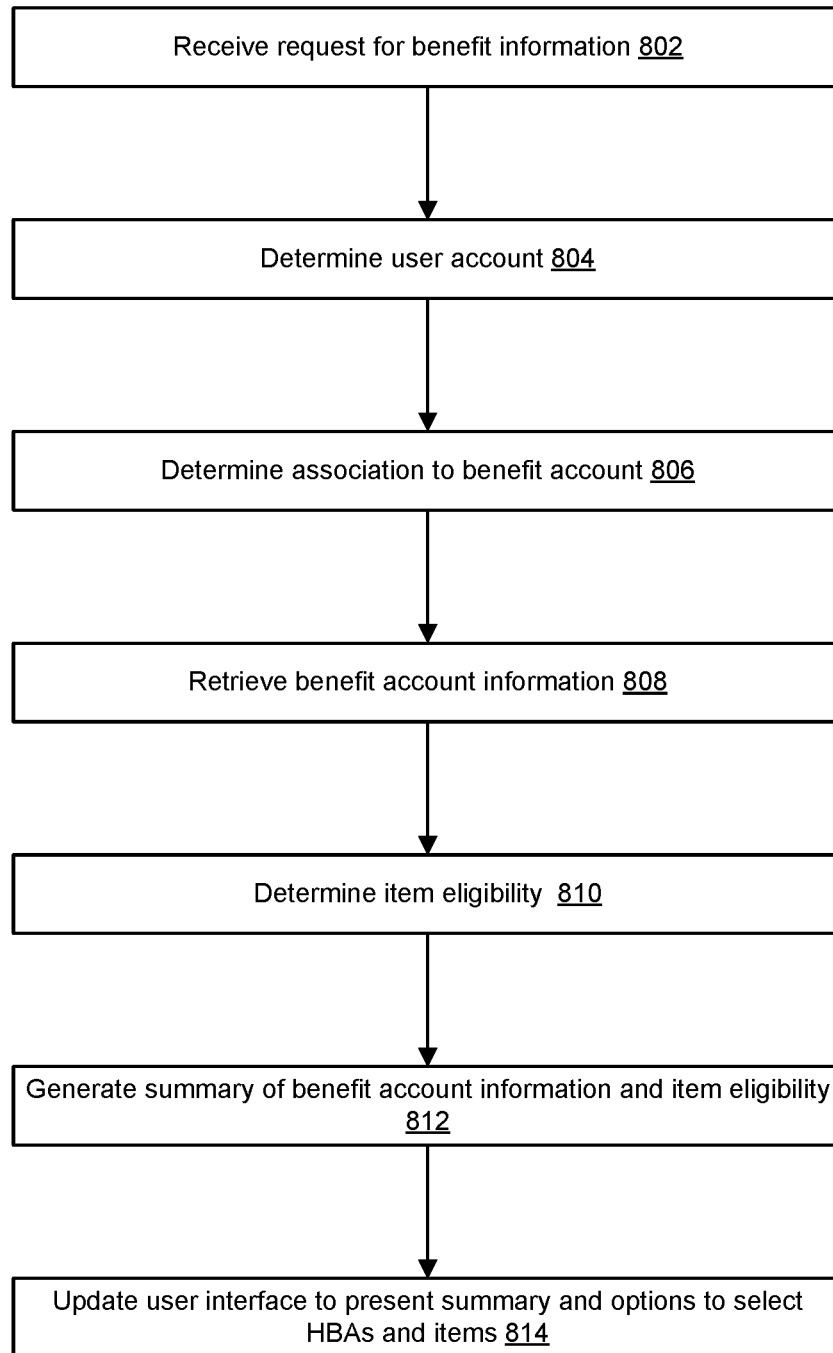 Receive request for benefit information 802
Determine user account 804
Determine association to benefit account 806
Retrieve benefit account information 808
Determine item eligibility 810
Generate summary of benefit account information and item eligibility
812
Update user interface to present summary and options to select
HBAs and items 814